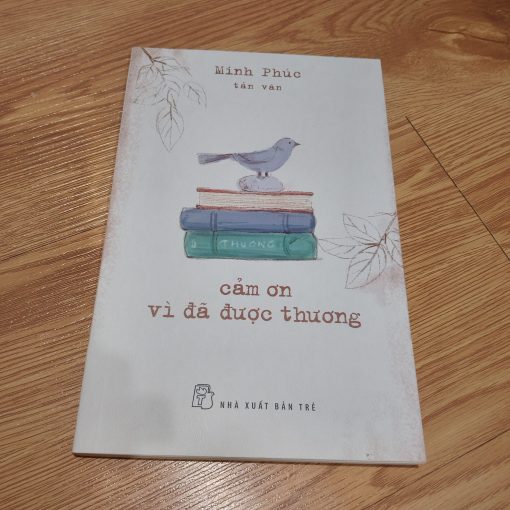 Minh Phúc
tản văn
THƯƠNG
cảm ơn
vì đã được thương
NHÀ XUẤT BẢN TRẺ